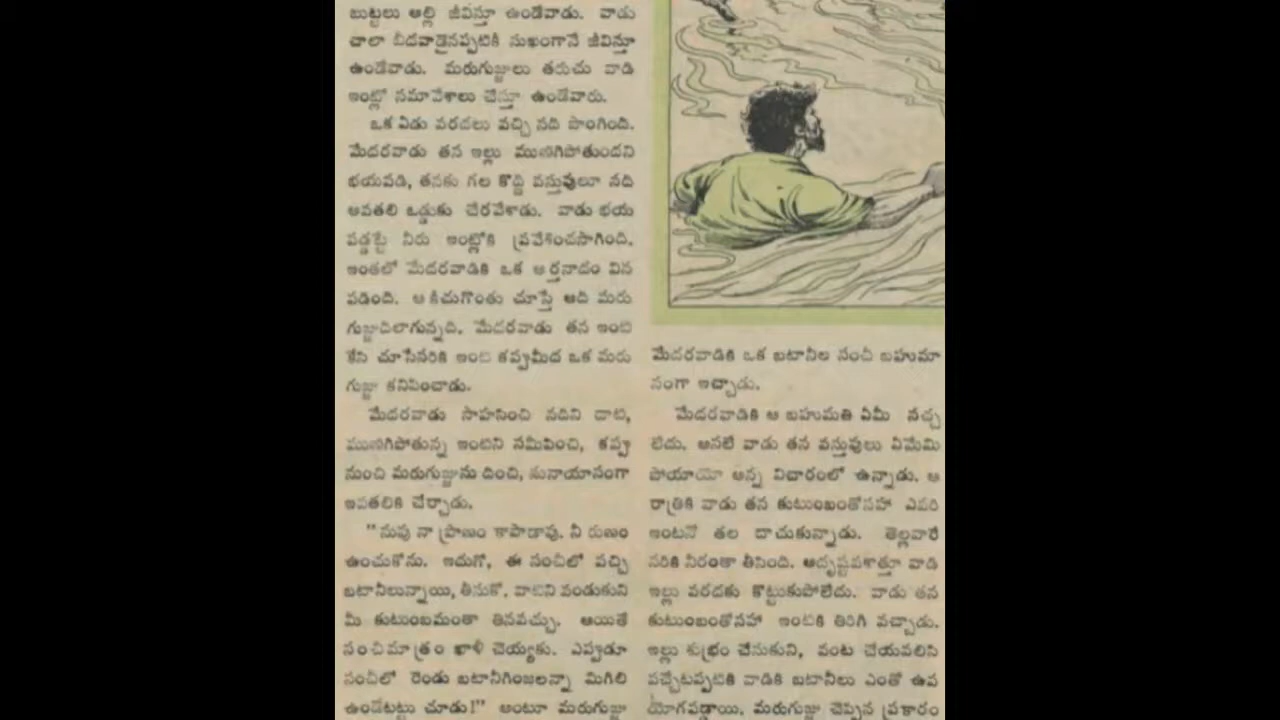 బుట్టలు అల్లి జీవిస్తూ ఉండేవాడు. వాడు
చాలా బీదవాడైనప్పటికి సుఖంగానే జీవిస్తూ
ఉండేవాడు. మరుగుజ్జులు తరుచు వాడి
ఇంట్లో సమావేశాలు చేస్తూ ఉండేవారు.
ఒక ఏడు వరదలు వచ్చి నది పొంగింది.
మేదరవాడు తన ఇల్లు మునిగిపోతుందని
భయపడి, తనకు గల కొద్ది వస్తువులూ నది
అవతలి ఒడ్డుకు చేరవేశాడు. వాడు భయ
పడ్డట్టే నీరు ఇంట్లోకి ప్రవేశించసాగింది.
ఇంతలో మేదరవాడికి ఒక ఆర్తనాదం విన
పడింది. ఆ కీచుగొంతు చూస్తే అది మరు
గుజ్జుదిలాగున్నది. మేదరవాడు తన ఇంటి
కేసి చూసేసరికి ఇంటి కప్పుమీద ఒక మరు
గుజ్జు కనిపించాడు.
మేదరవాడు సాహసించి నదిని దాటి,
మునిగిపోతున్న ఇంటిని సమీపించి, కప్పు
నుంచి మరుగుజ్జును దించి, సునాయాసంగా
ఇవతలికి చేర్చాడు.
"నువు నా ప్రాణం కాపాడావు. నీ రుణం
ఉంచుకోను. ఇదుగో, ఈ సంచీలో పచ్చి
బటానీలున్నాయి, తీసుకో. వాటిని వండుకుని
మీ కుటుంబమంతా తినవచ్చు. అయితే
సంచీమాత్రం ఖాళీ చెయ్యకు. ఎప్పుడూ
సంచీలో రెండు బటానీగింజలన్నా మిగిలి
ఉండేటట్టు చూడు!" అంటూ మరుగుజ్జు
మేదరవాడికి ఒక బటానీల సంచీ బహుమా
నంగా ఇచ్చాడు.
మేదరవాడికి ఆ బహుమతి ఏమీ నచ్చ
లేదు. అసలే వాడు తన వస్తువులు ఏమేమి
పోయాయో అన్న విచారంలో ఉన్నాడు. ఆ
రాత్రికి వాడు తన కుటుంబంతోసహా ఎవరి
ఇంటనో తల దాచుకున్నాడు. తెల్లవారే
సరికి నీరంతా తీసింది. అదృష్టవశాత్తూ వాడి
ఇల్లు వరదకు కొట్టుకుపోలేదు. వాడు తన
కుటుంబంతోసహా ఇంటికి తిరిగి వచ్చాడు.
ఇల్లు శుభ్రం చేసుకుని, వంట చేయవలిసి
వచ్చేటప్పటికి వాడికి బటానీలు ఎంతో ఉప
యోగపడ్డాయి. మరుగుజ్జు చెప్పిన ప్రకారం